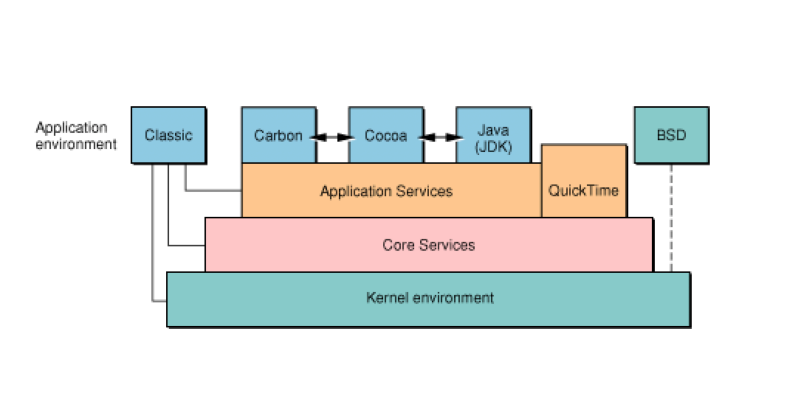 Application
environment
Classic
Carbon
Cocoa
Java
(JDK)
BSD
Application Services
QuickTime
Core Services
Kernel environment